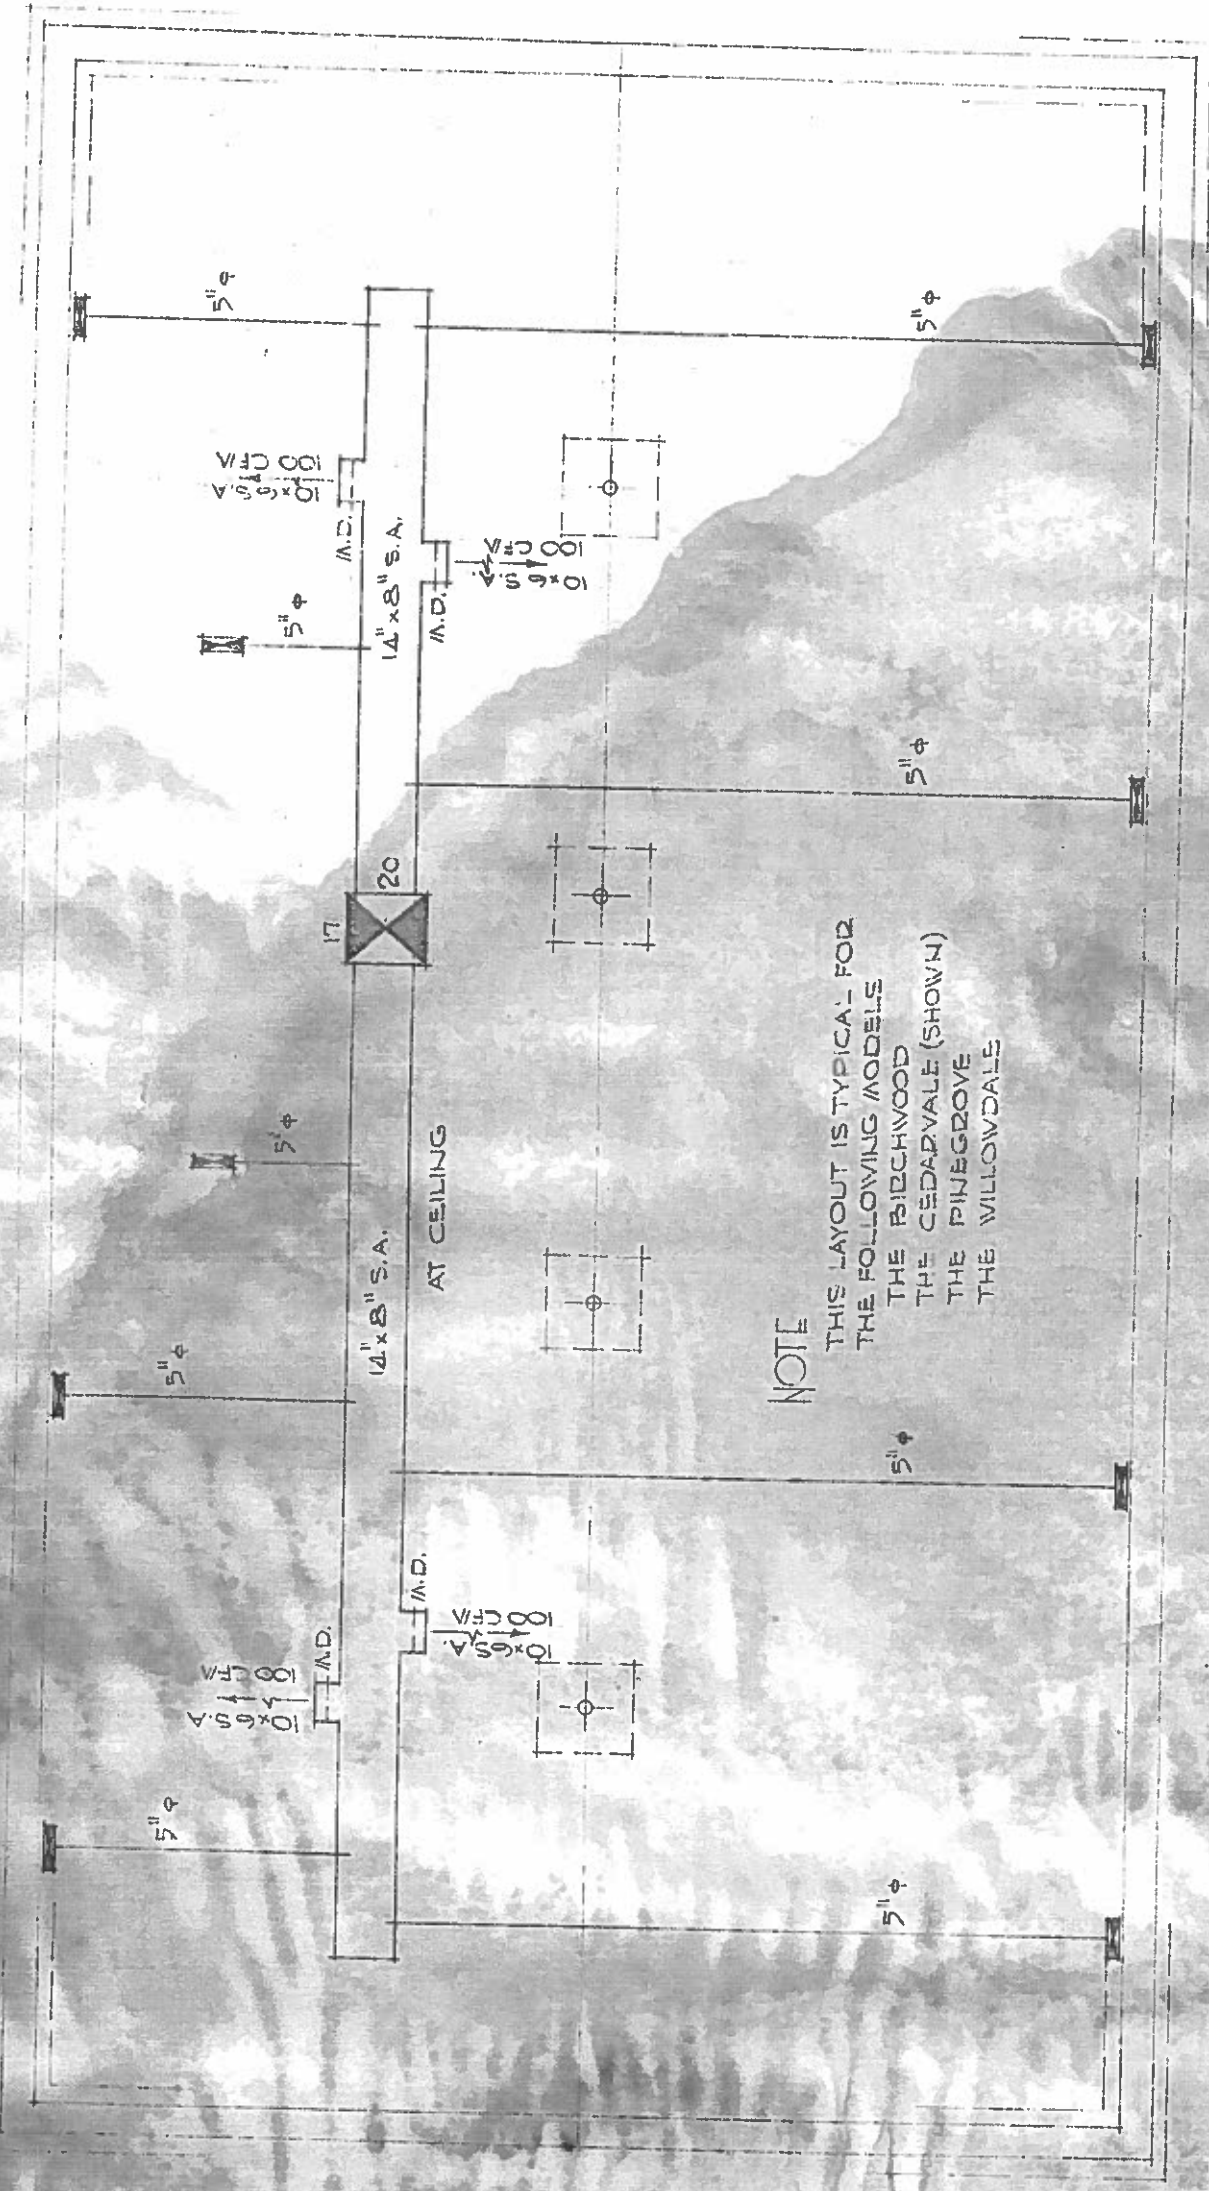 5"ϕ
5"ϕ
100 CFM
10x6 S.A
M.D.
14"x8" S.A.
M.D.
100 CFM
10x6 S.A.
5"ϕ
5"ϕ
17
20
5"ϕ
AT CEILING
14"x8" S.A.
5"ϕ
5"ϕ
M.D.
100 CFM
10x6 S.A.
M.D.
100 CFM
10x6 S.A
5"ϕ
5"ϕ
NOTE
THIS LAYOUT IS TYPICAL FOR
THE FOLLOWING MODELS
THE BIRCHWOOD
THE CEDARVALE (SHOWN)
THE PINEGROVE
THE WILLOWDALE